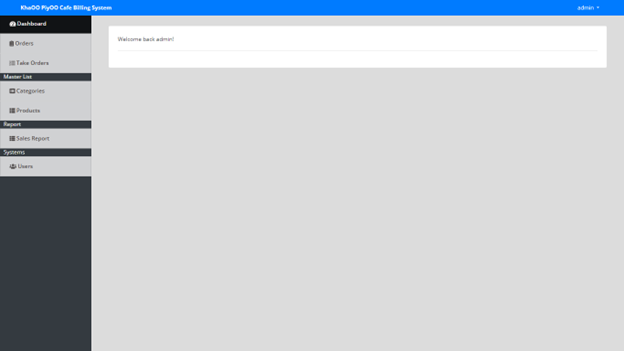 KhaOO PiyOO Cafe Billing System
admin
Dashboard
Orders
Take Orders
Master List
Categories
Products
Report
Sales Report
Systems
Users
Welcome back admin!